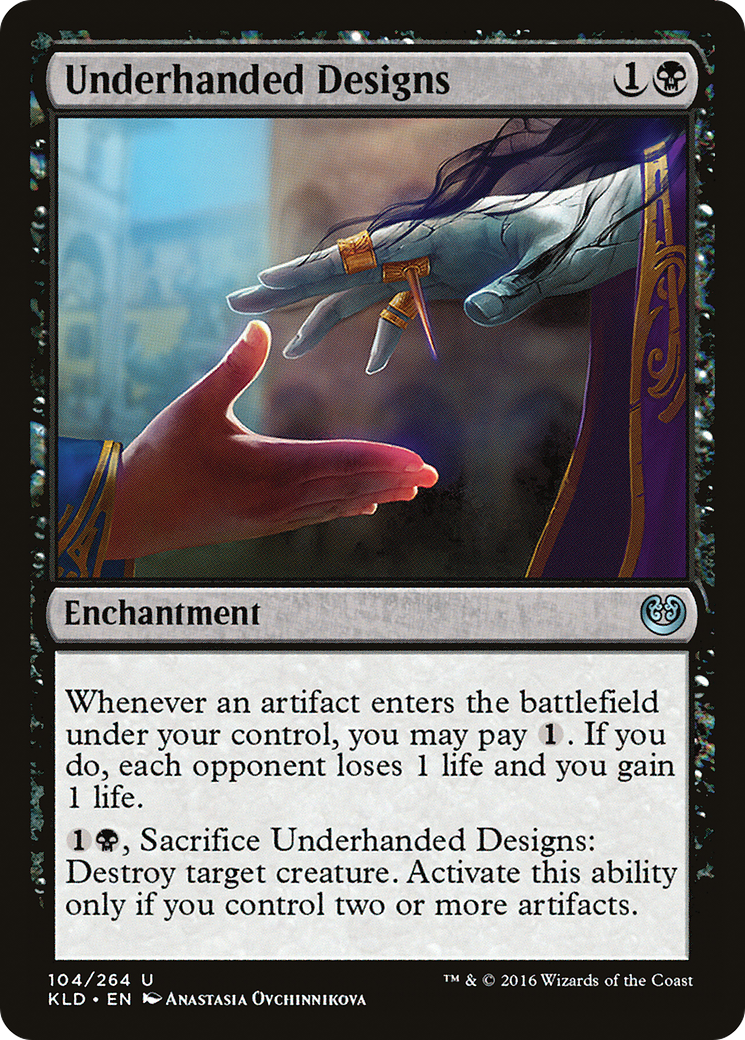 Underhanded Designs 1
Enchantment
Whenever an artifact enters the battlefield
under your control, you may pay 1. If you
do, each opponent loses 1 life and you gain
1 life.
1, Sacrifice Underhanded Designs:
Destroy target creature. Activate this ability
only if you control two or more artifacts.
104/264 U
KLD • EN Anastasia Ovchinnikova
™ & © 2016 Wizards of the Coast